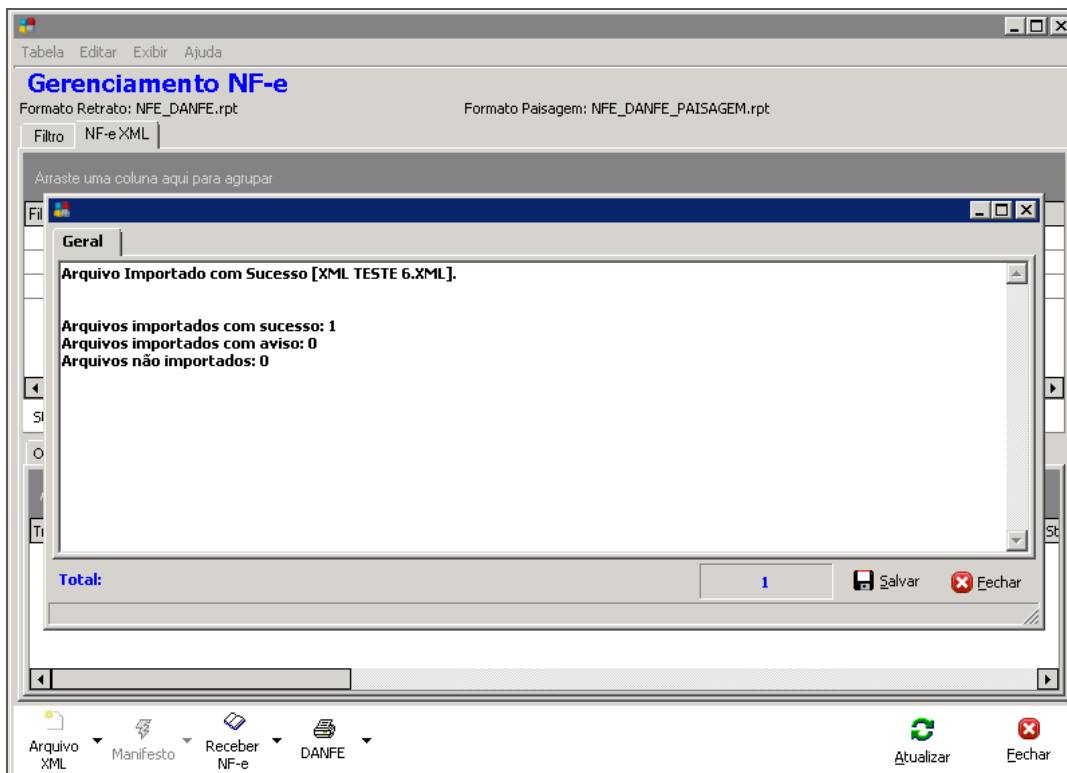 Tabela Editar Exibir Ajuda
Gerenciamento NF-e
Formato Retrato: NFE_DANFE.rpt Formato Paisagem: NFE_DANFE_PAISAGEM.rpt
Filtro NF-e XML
Arraste uma coluna aqui para agrupar
Fil
Geral
Arquivo Importado com Sucesso [XML TESTE 6.XML].
Arquivos importados com sucesso: 1
Arquivos importados com aviso: 0
Arquivos não importados: 0
St
Total: 1 Salvar Fechar
Arquivo XML Manifesto Receber NF-e DANFE Atualizar Fechar